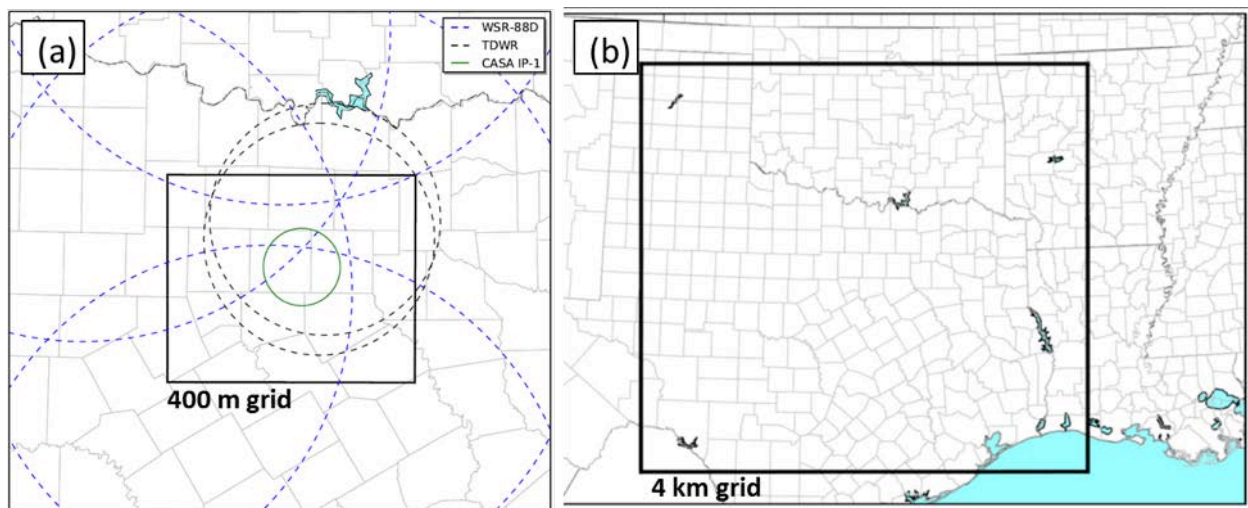 (a)
WSR-88D
TDWR
CASA IP-1
400 m grid
(b)
4 km grid